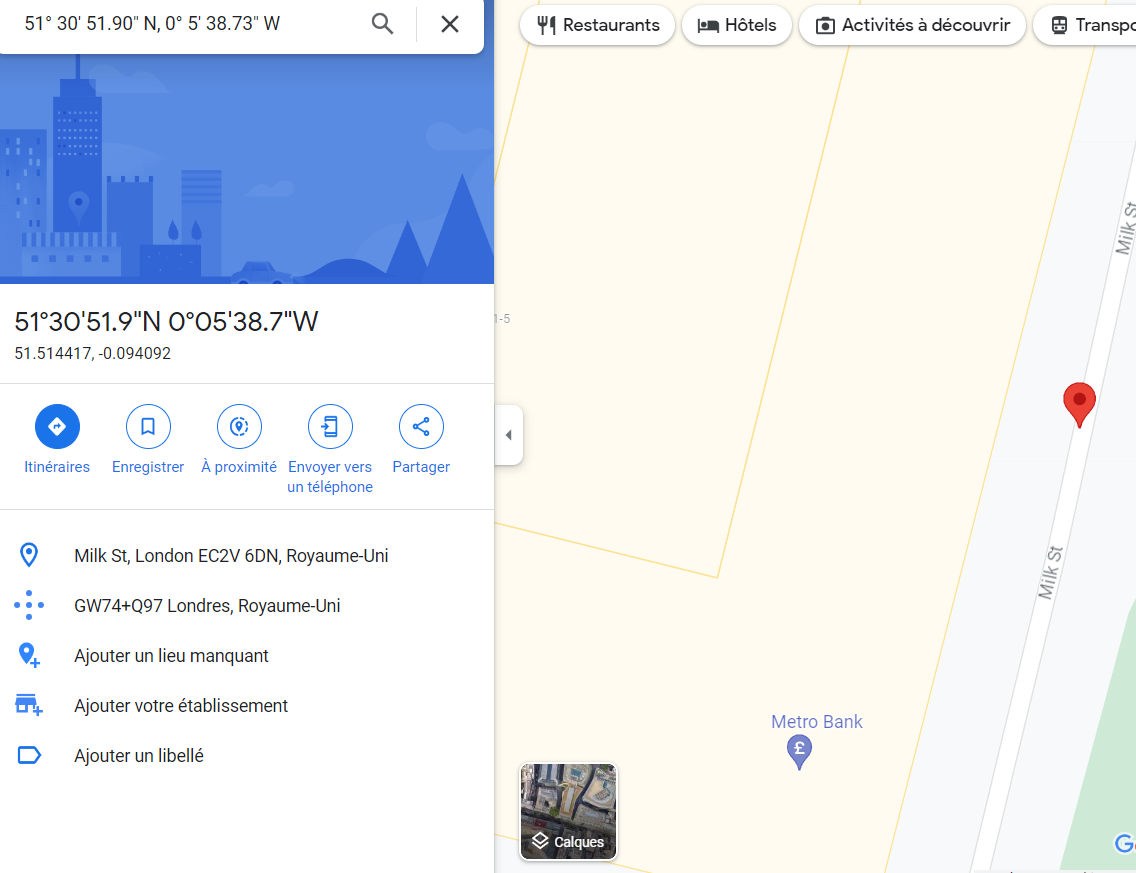 51° 30' 51.90" N, 0° 5' 38.73" W
Restaurants
Hôtels
Activités à découvrir
Transpo
51°30'51.9"N 0°05'38.7"W
51.514417, -0.094092
Itinéraires
Enregistrer
À proximité
Envoyer vers
un téléphone
Partager
Milk St, London EC2V 6DN, Royaume-Uni
GW74+Q97 Londres, Royaume-Uni
Ajouter un lieu manquant
Ajouter votre établissement
Ajouter un libellé
1-5
Milk St
Milk St
Metro Bank
£
Calques